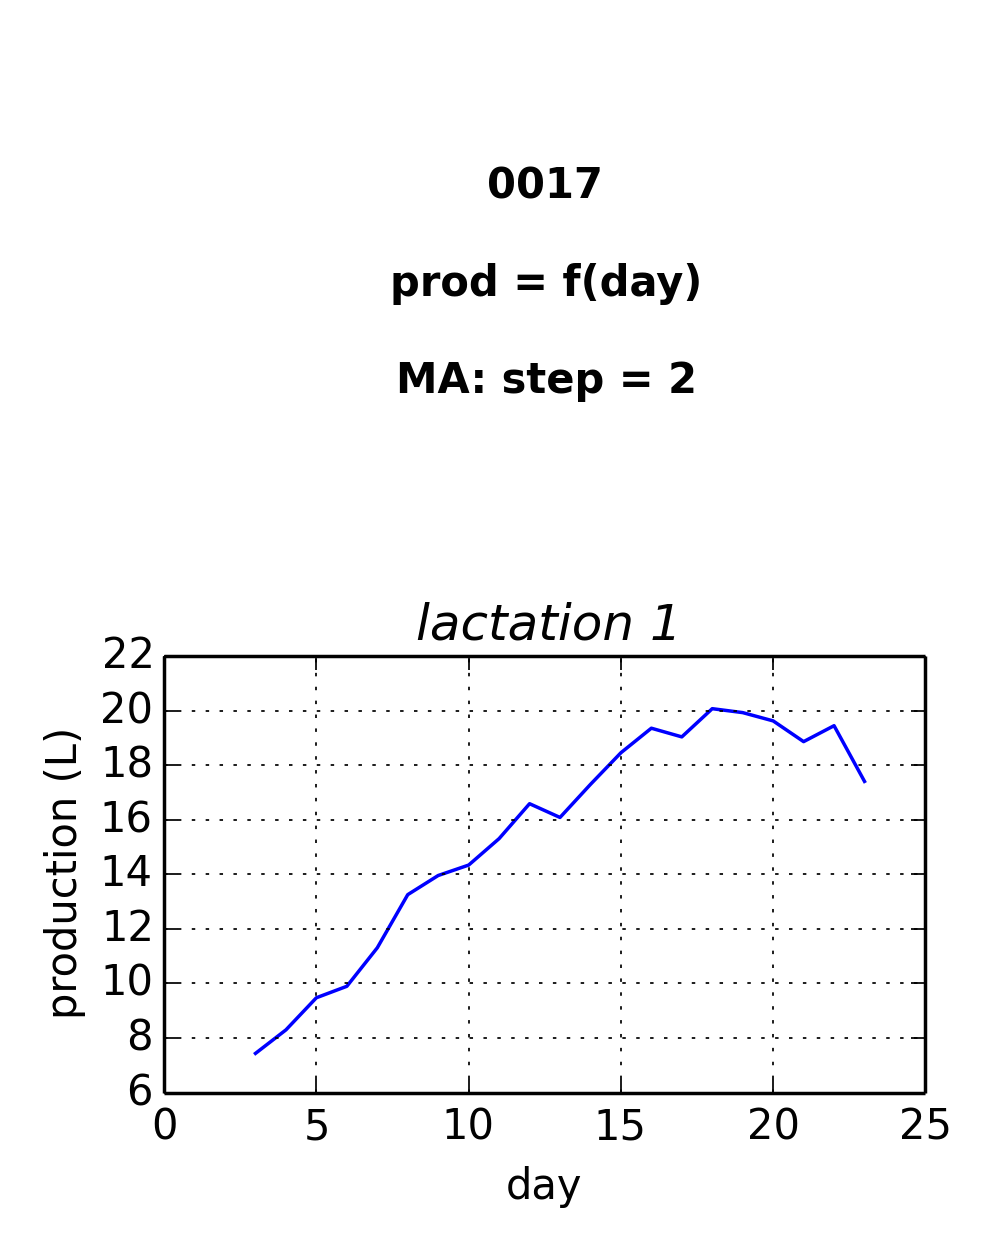 0017
prod = f(day)
MA: step = 2
lactation 1
production (L)
22
20
18
16
14
12
10
8
6
0 5 10 15 20 25
day